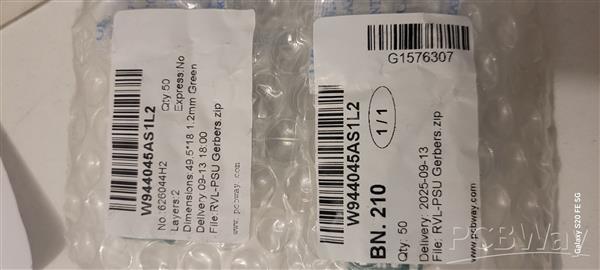 W944045AS1L2
No:626044H2 Qty 50
Layers:2 Express:No
Dimensions:49.5*18 1.2mm Green
Delivery 09-13 18:00
File:RVL-PSU Gerbers.zip
www.pcbway.com
G1576307
W944045AS1L2
BN. 210
1/1
Qty: 50
Delivery: 2025-09-13
File: RVL-PSU Gerbers.zip
www.pcbway.com
PCBWa
Galaxy S20 FE 5G